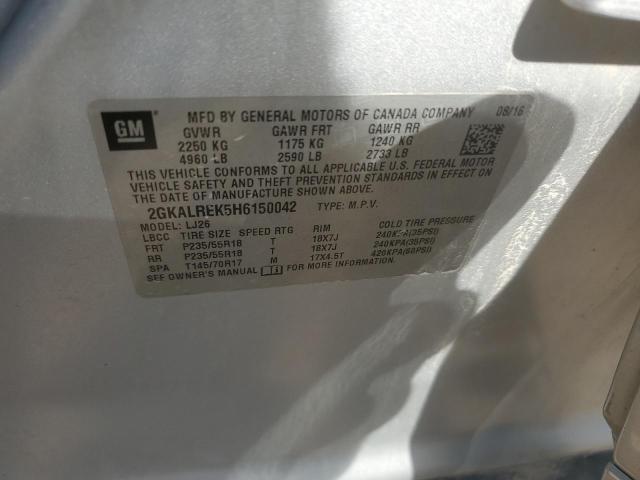 GM
MFD BY GENERAL MOTORS OF CANADA COMPANY 08/16
GVWR GAWR FRT GAWR RR
2250 KG 1175 KG 1240 KG
4960 LB 2590 LB 2733 LB
THIS VEHICLE CONFORMS TO ALL APPLICABLE U.S. FEDERAL MOTOR
VEHICLE SAFETY AND THEFT PREVENTION STANDARDS IN EFFECT ON
THE DATE OF MANUFACTURE SHOWN ABOVE.
2GKALREK5H6150042 TYPE: M.P.V.
MODEL: LJ26
LBCC TIRE SIZE SPEED RTG RIM COLD TIRE PRESSURE
FRT P235/55R18 T 18X7J 240KPA(35PSI)
RR P235/55R18 T 18X7J 240KPA(35PSI)
SPA T145/70R17 M 17X4.5T 420KPA(60PSI)
SEE OWNER'S MANUAL FOR MORE INFORMATION